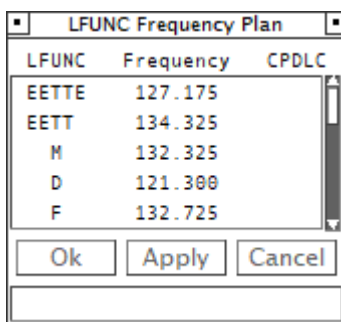 LFUNC Frequency Plan
LFUNC Frequency CPDLC
EETTE 127.175
EETT 134.325
M 132.325
D 121.300
F 132.725
Ok Apply Cancel